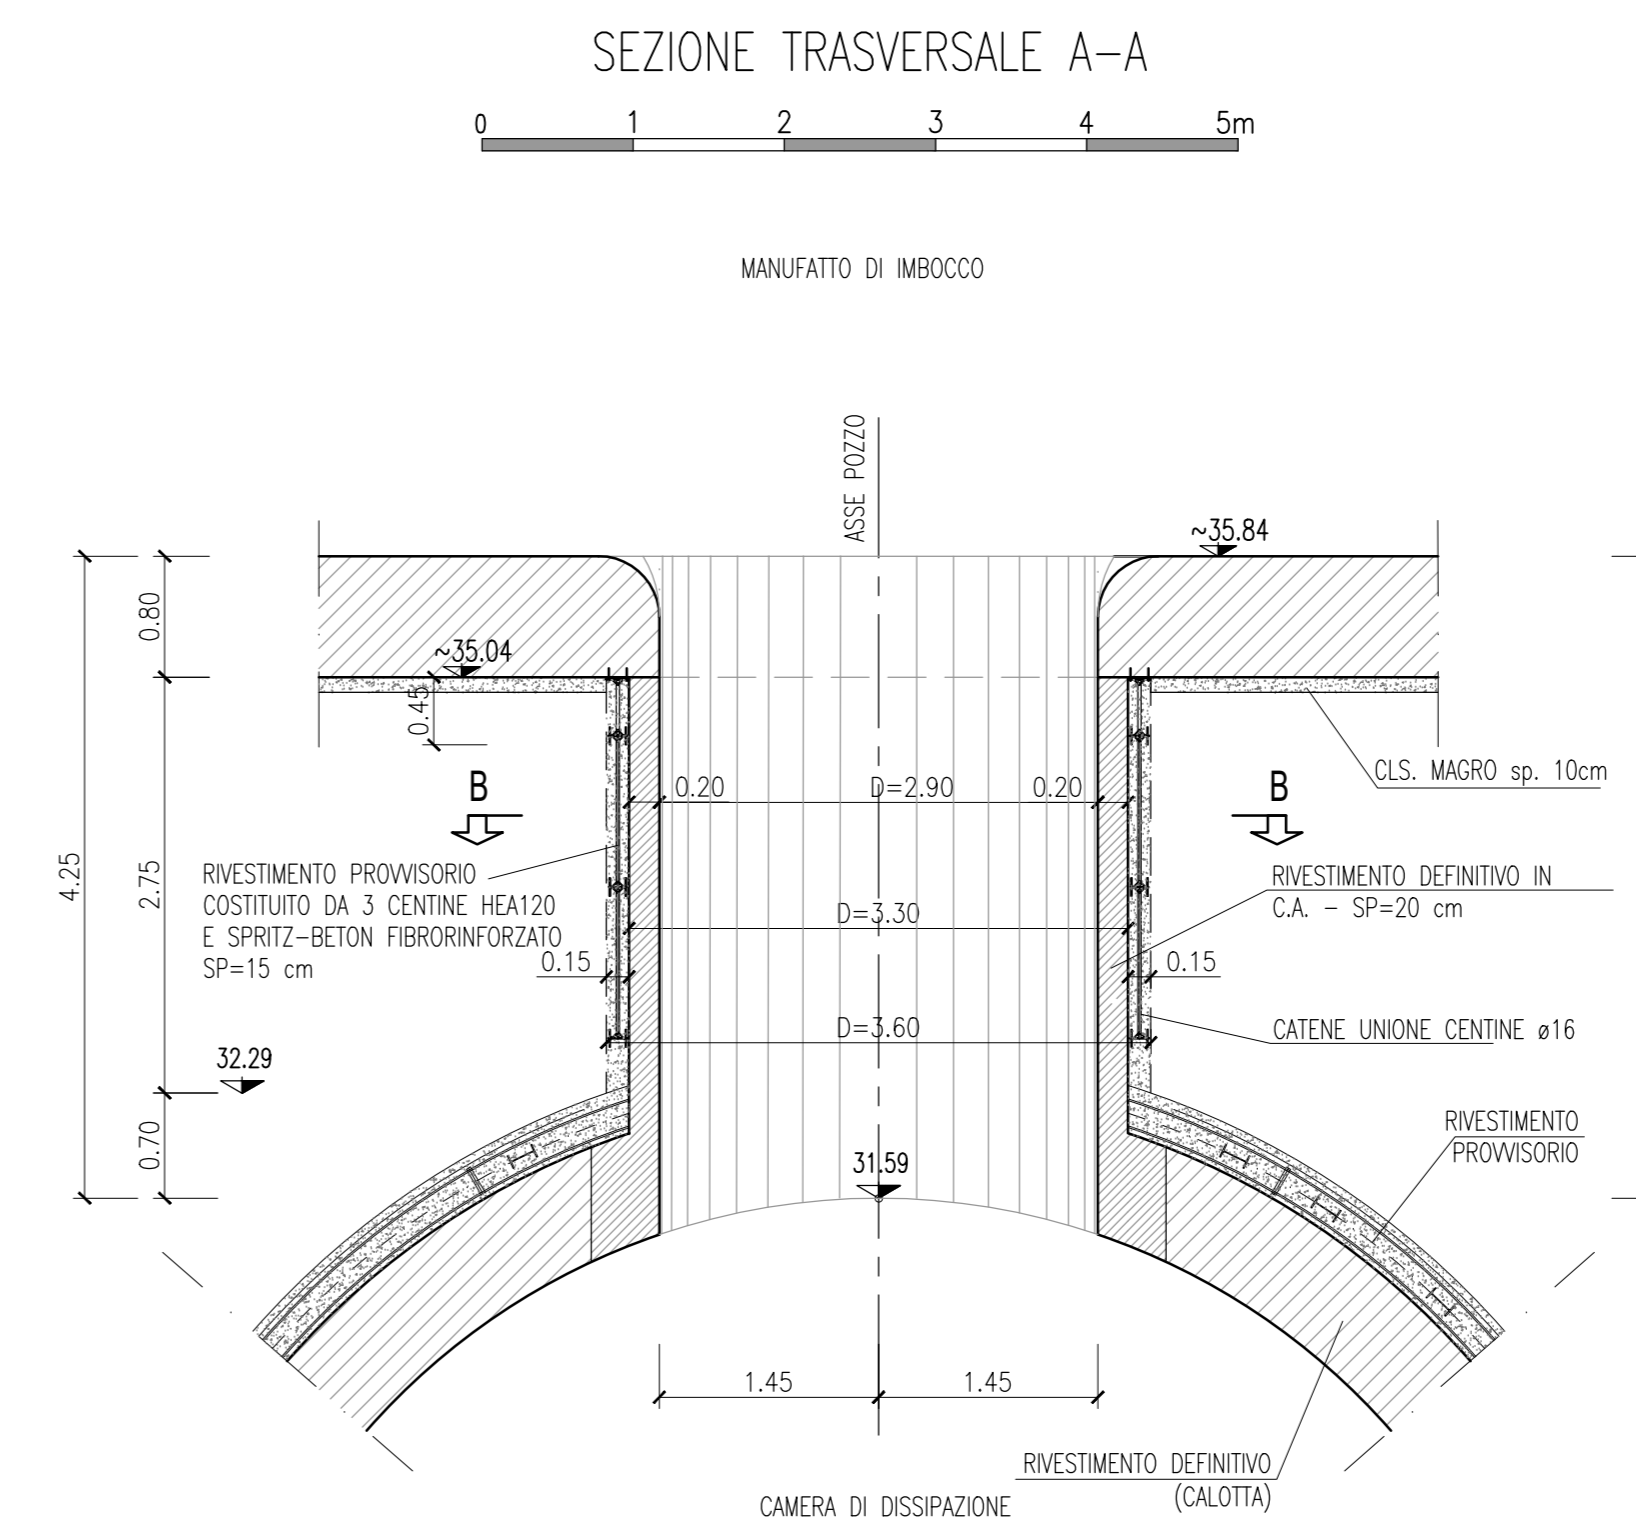 SEZIONE TRASVERSALE A-A
0 1 2 3 4 5m
MANUFATTO DI IMBOCCO
ASSE POZZO
~35.84
0.80
~35.04
0.45
CLS. MAGRO sp. 10cm
B
B
0.20
D=2.90
0.20
4.25
2.75
RIVESTIMENTO PROVVISORIO
COSTITUITO DA 3 CENTINE HEA120
E SPRITZ-BETON FIBRORINFORZATO
SP=15 cm
RIVESTIMENTO DEFINITIVO IN
C.A. - SP=20 cm
D=3.30
0.15
0.15
D=3.60
CATENE UNIONE CENTINE ø16
32.29
0.70
RIVESTIMENTO
PROVVISORIO
31.59
1.45
1.45
RIVESTIMENTO DEFINITIVO
(CALOTTA)
CAMERA DI DISSIPAZIONE